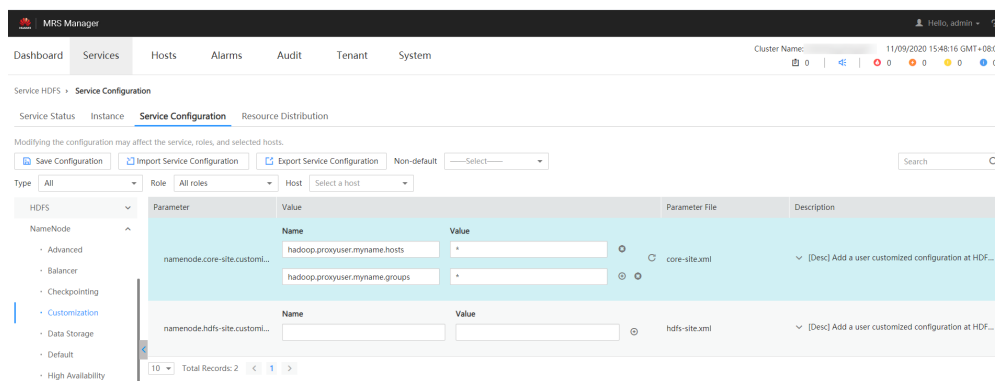 MRS Manager Hello, admin
Dashboard Services Hosts Alarms Audit Tenant System Cluster Name: 11/09/2020 15:48:16 GMT+08:0
0 0 0 0 0
Service HDFS Service Configuration
Service Status Instance Service Configuration Resource Distribution
Modifying the configuration may affect the service, roles, and selected hosts.
Save Configuration Import Service Configuration Export Service Configuration Non-default ——Select—— Search
Type All Role All roles Host Select a host
HDFS Parameter Value Parameter File Description
NameNode Name Value
Advanced hadoop.proxyuser.myname.hosts *
namenode.core-site.customi... core-site.xml [Desc] Add a user customized configuration at HDF...
Balancer hadoop.proxyuser.myname.groups *
Checkpointing
Customization Name Value
Data Storage namenode.hdfs-site.customi... hdfs-site.xml [Desc] Add a user customized configuration at HDF...
Default
High Availability 10 Total Records: 2 < 1 >